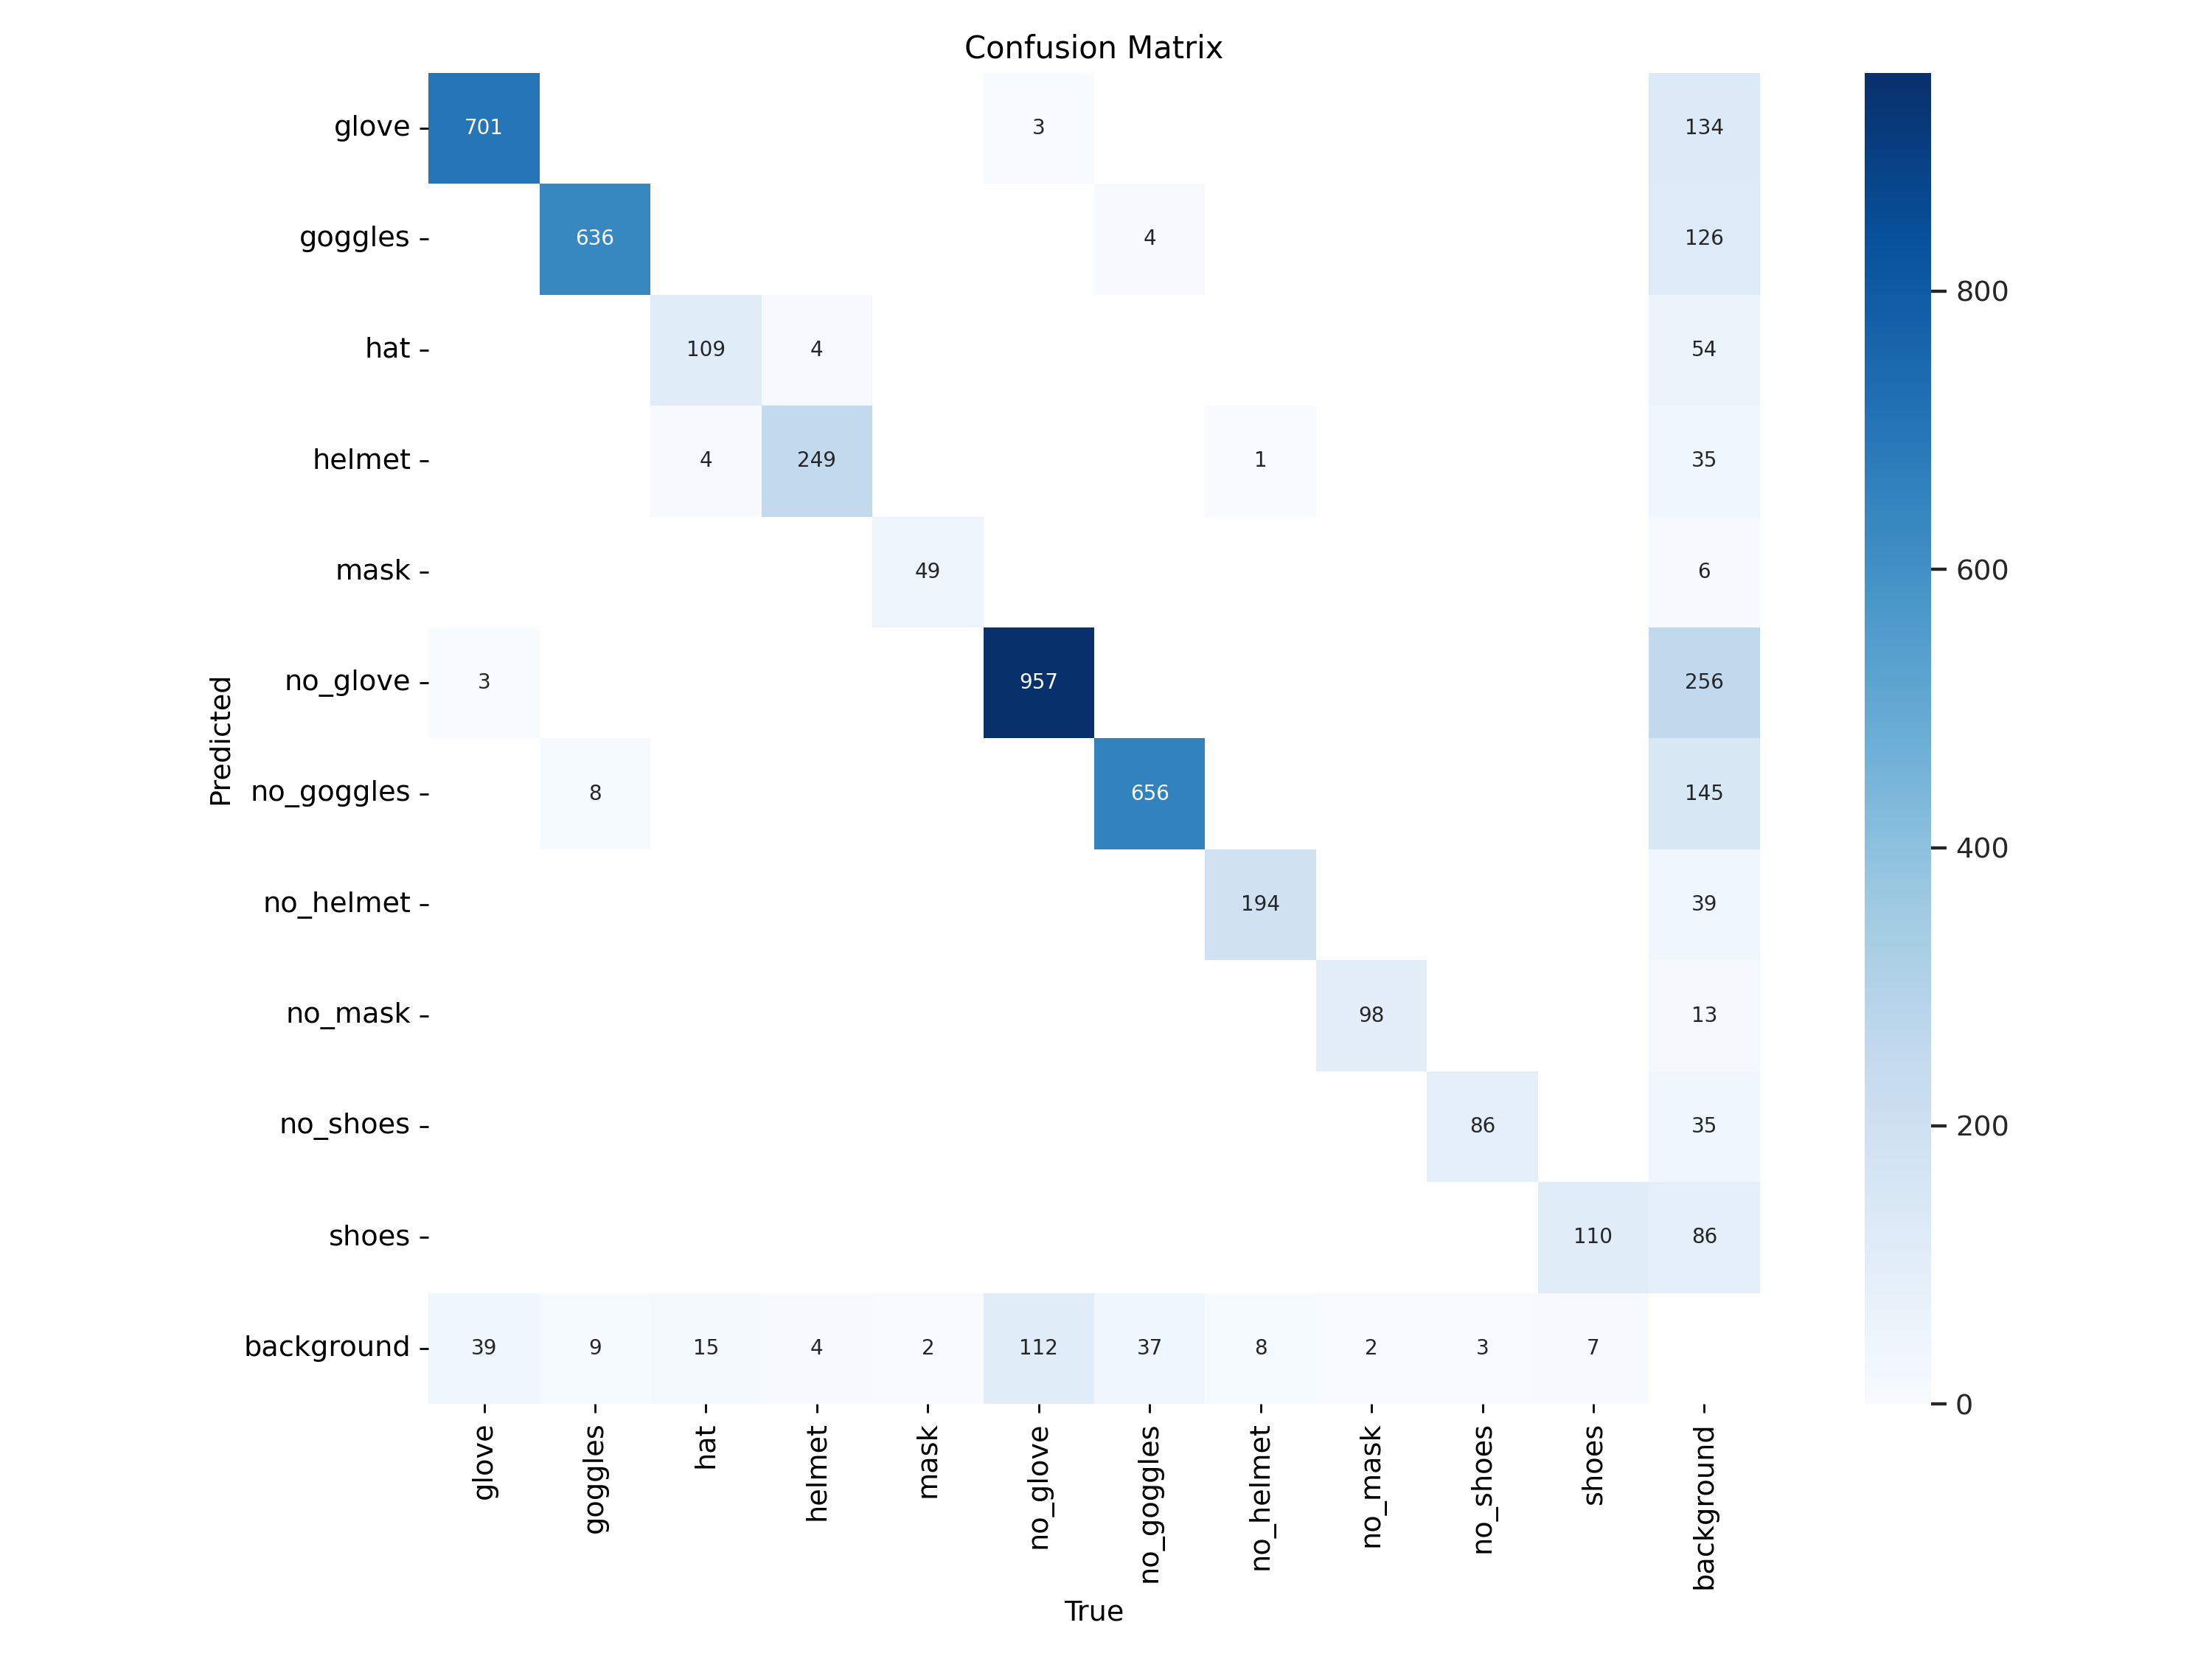 Confusion Matrix
glove 701 3 134
goggles 636 4 126
hat 109 4 54
helmet 4 249 1 35
mask 49 6
no_glove 3 957 256
no_goggles 8 656 145
no_helmet 194 39
no_mask 98 13
no_shoes 86 35
shoes 110 86
background 39 9 15 4 2 112 37 8 2 3 7
Predicted
glove goggles hat helmet mask no_glove no_goggles no_helmet no_mask no_shoes shoes background
True
800
600
400
200
0